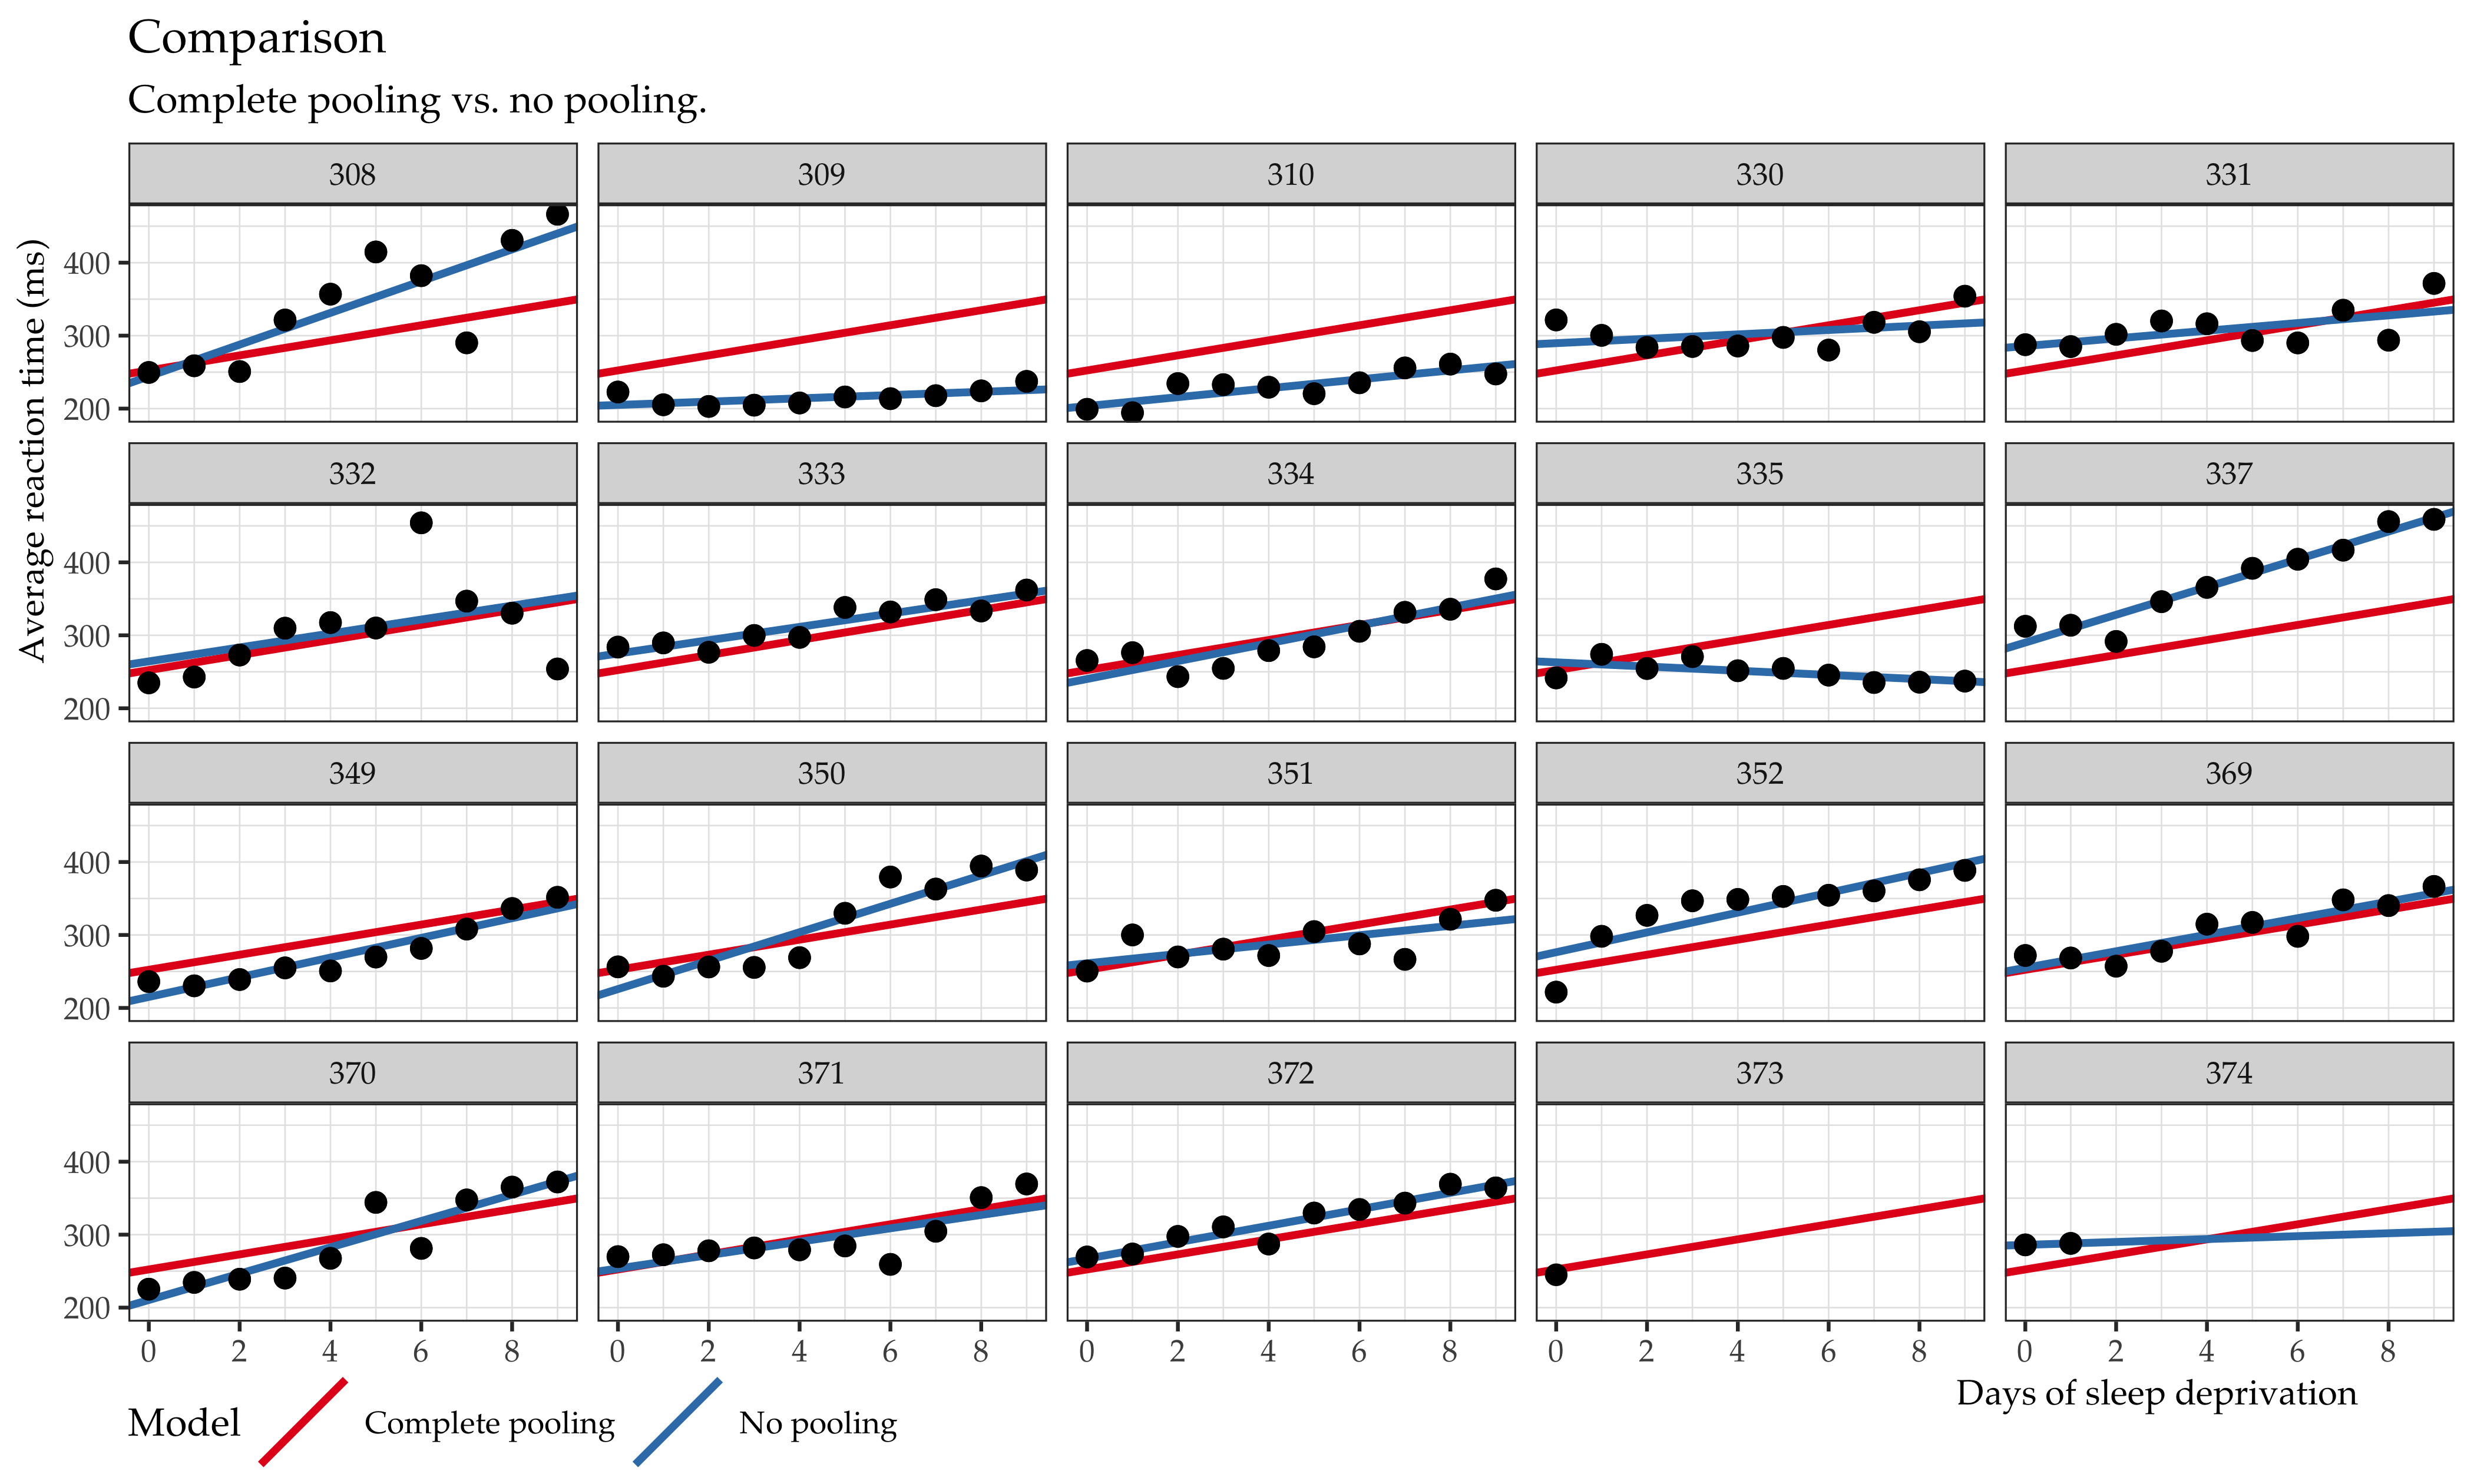 Comparison
Complete pooling vs. no pooling.
Average reaction time (ms)
308 309 310 330 331
400
300
200
332 333 334 335 337
400
300
200
349 350 351 352 369
400
300
200
370 371 372 373 374
400
300
200
0 2 4 6 8 0 2 4 6 8 0 2 4 6 8 0 2 4 6 8 0 2 4 6 8
Days of sleep deprivation
Model Complete pooling No pooling